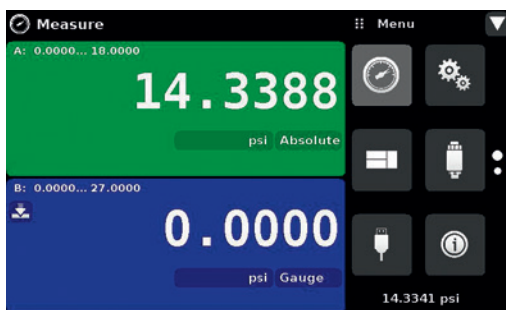 Measure
Menu
A: 0.0000... 18.0000
14.3388
psi Absolute
B: 0.0000... 27.0000
0.0000
psi Gauge
14.3341 psi